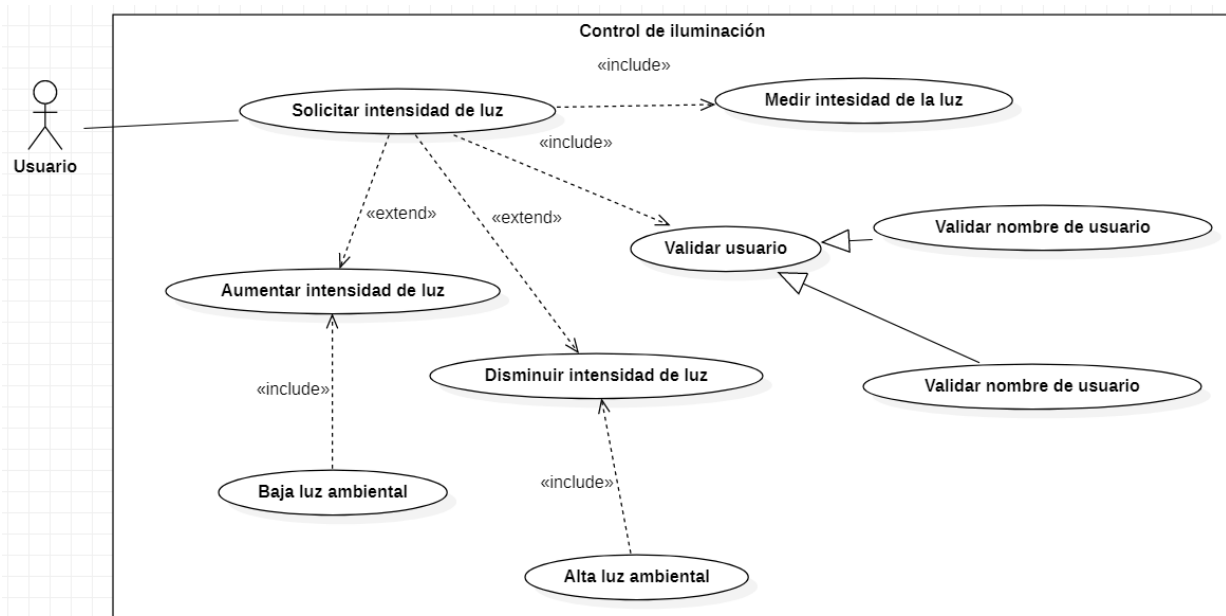 Control de iluminación
«include»
Solicitar intensidad de luz
Medir intesidad de la luz
«include»
Usuario
«extend»
«extend»
Validar usuario
Validar nombre de usuario
Aumentar intensidad de luz
Disminuir intensidad de luz
Validar nombre de usuario
«include»
Baja luz ambiental
«include»
Alta luz ambiental